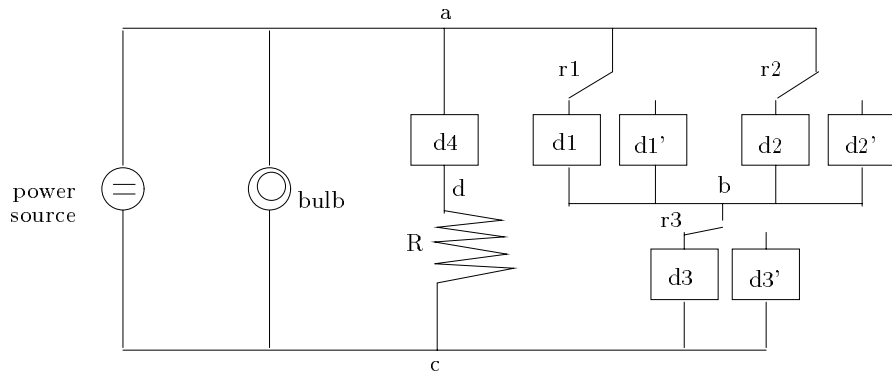 a
r1
r2
d4
d1
d1'
d2
d2'
power
source
bulb
d
b
R
r3
d3
d3'
c